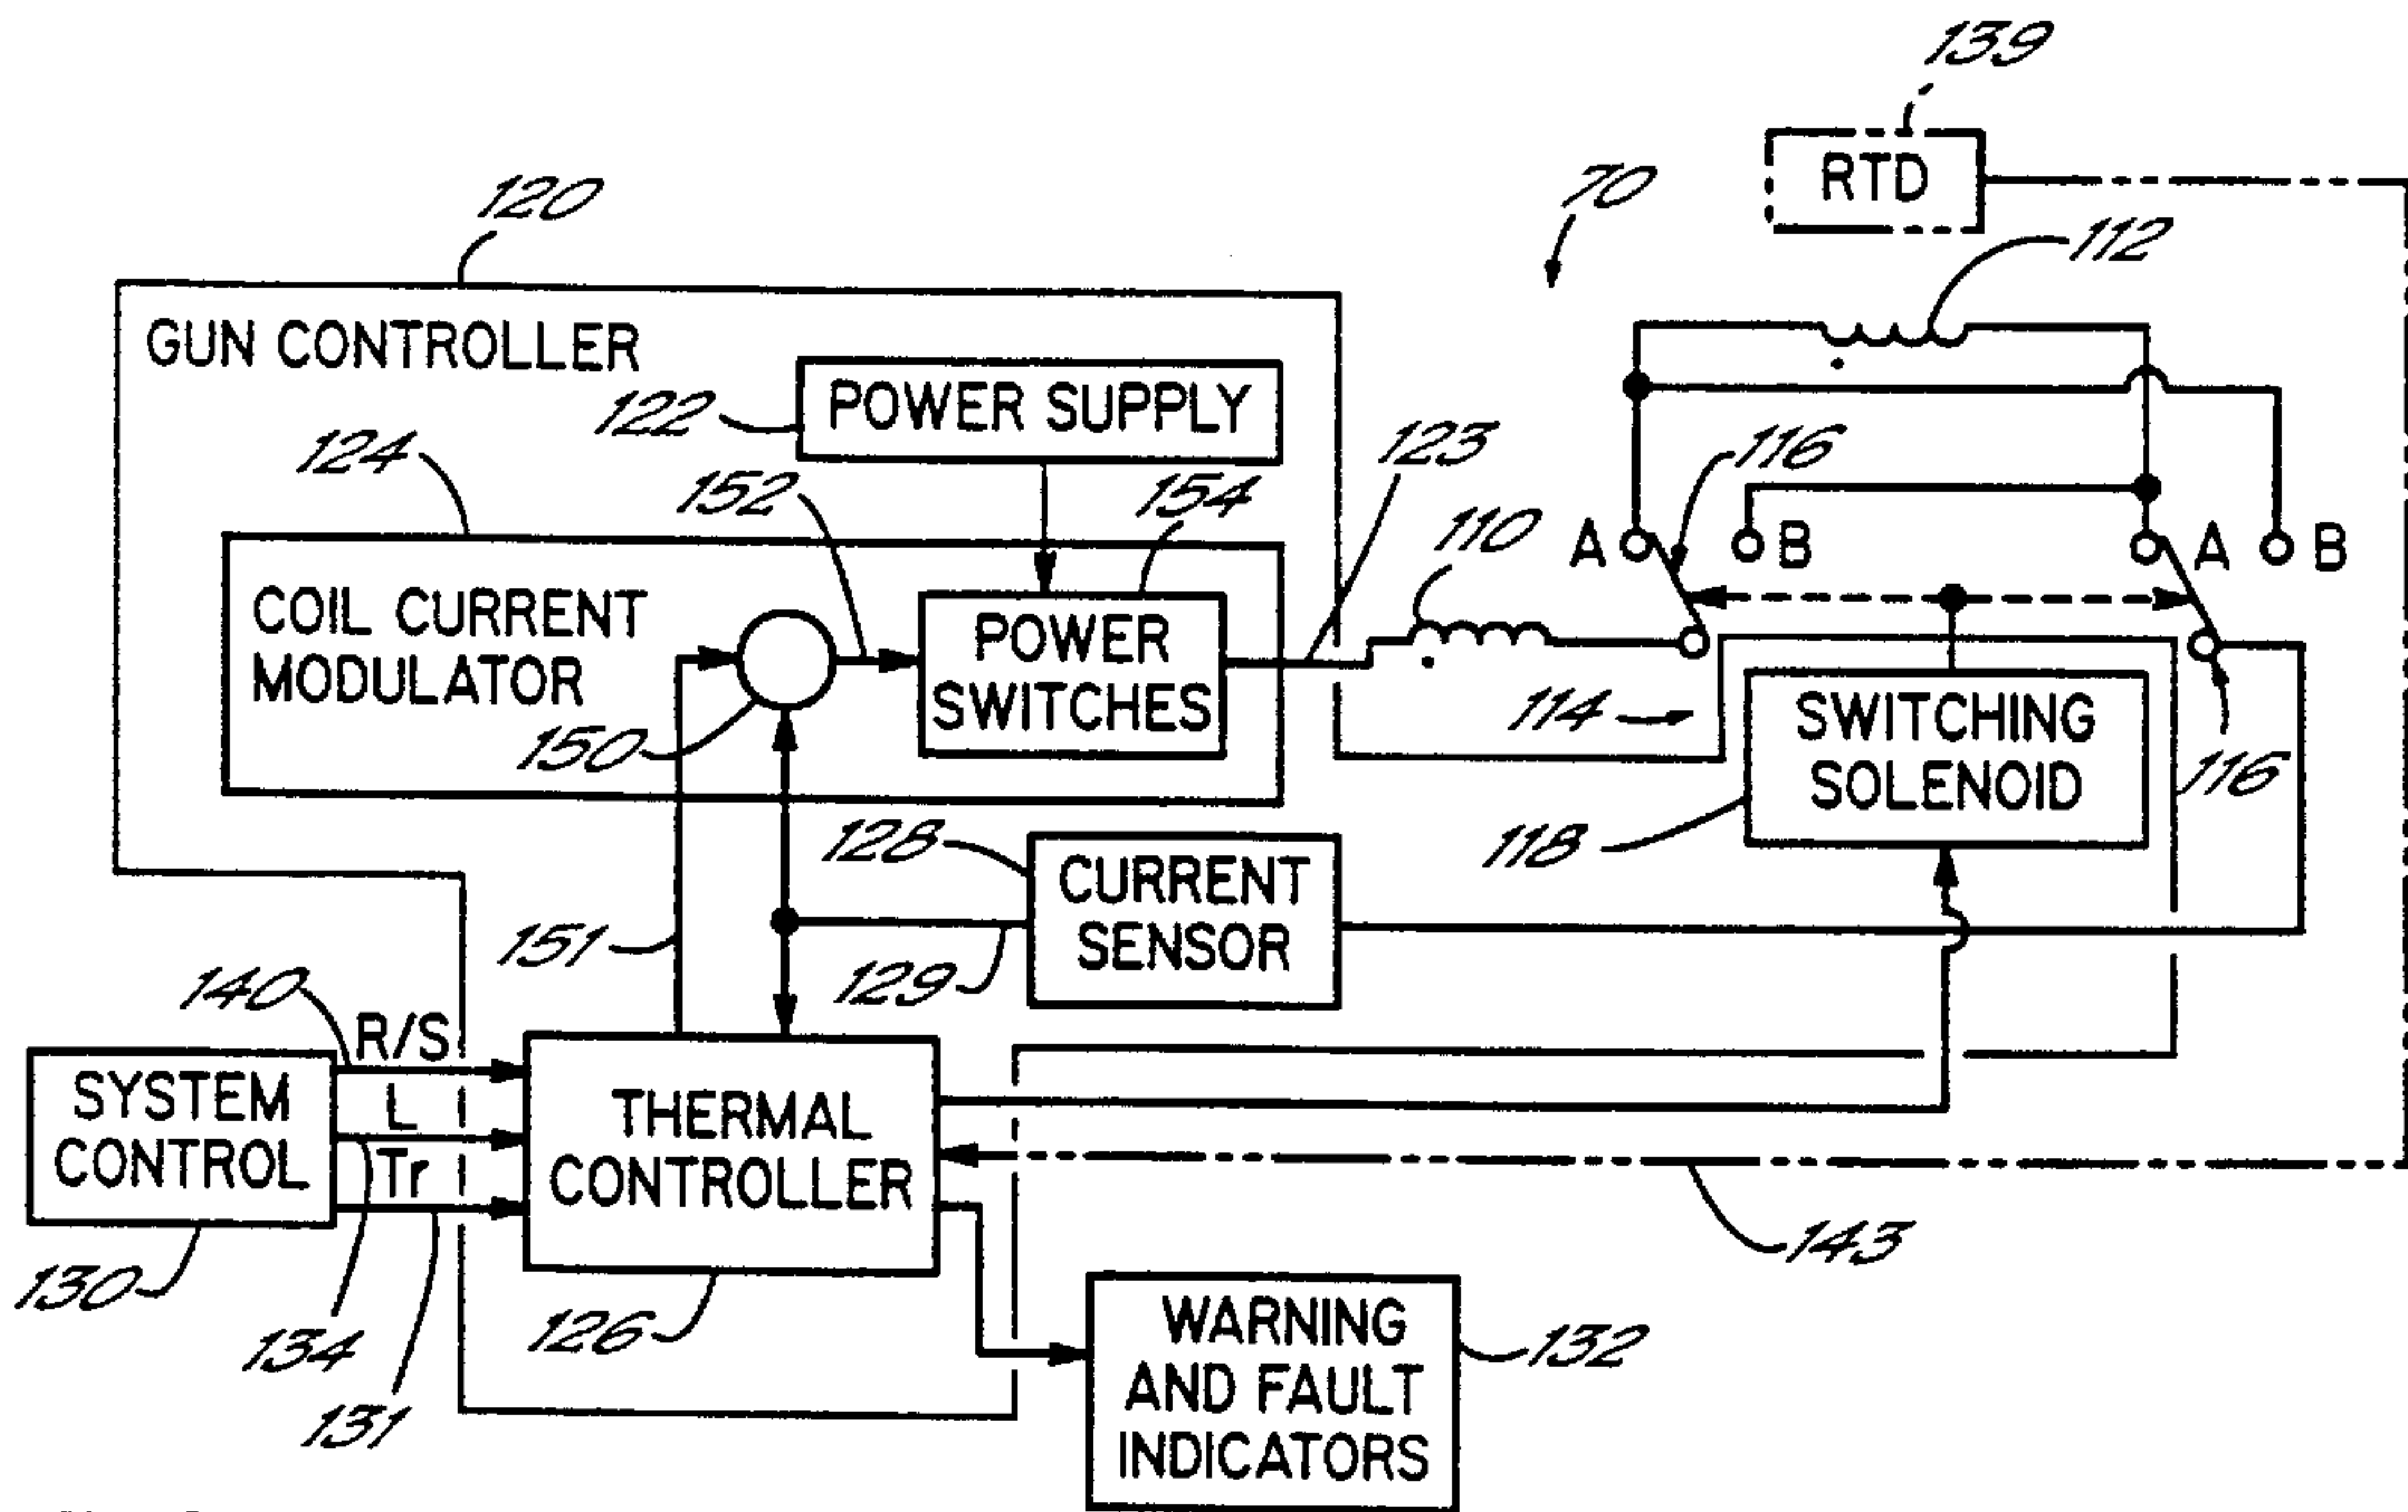 139
RTD
70
112
120
GUN CONTROLLER
POWER SUPPLY
122
123
116
124
152
154
110
A
B
A
B
COIL CURRENT
MODULATOR
POWER
SWITCHES
150
114
SWITCHING
SOLENOID
116
118
128
CURRENT
SENSOR
151
129
140
R/S
L
Tr
SYSTEM
CONTROL
THERMAL
CONTROLLER
143
130
134
131
126
WARNING
AND FAULT
INDICATORS
132